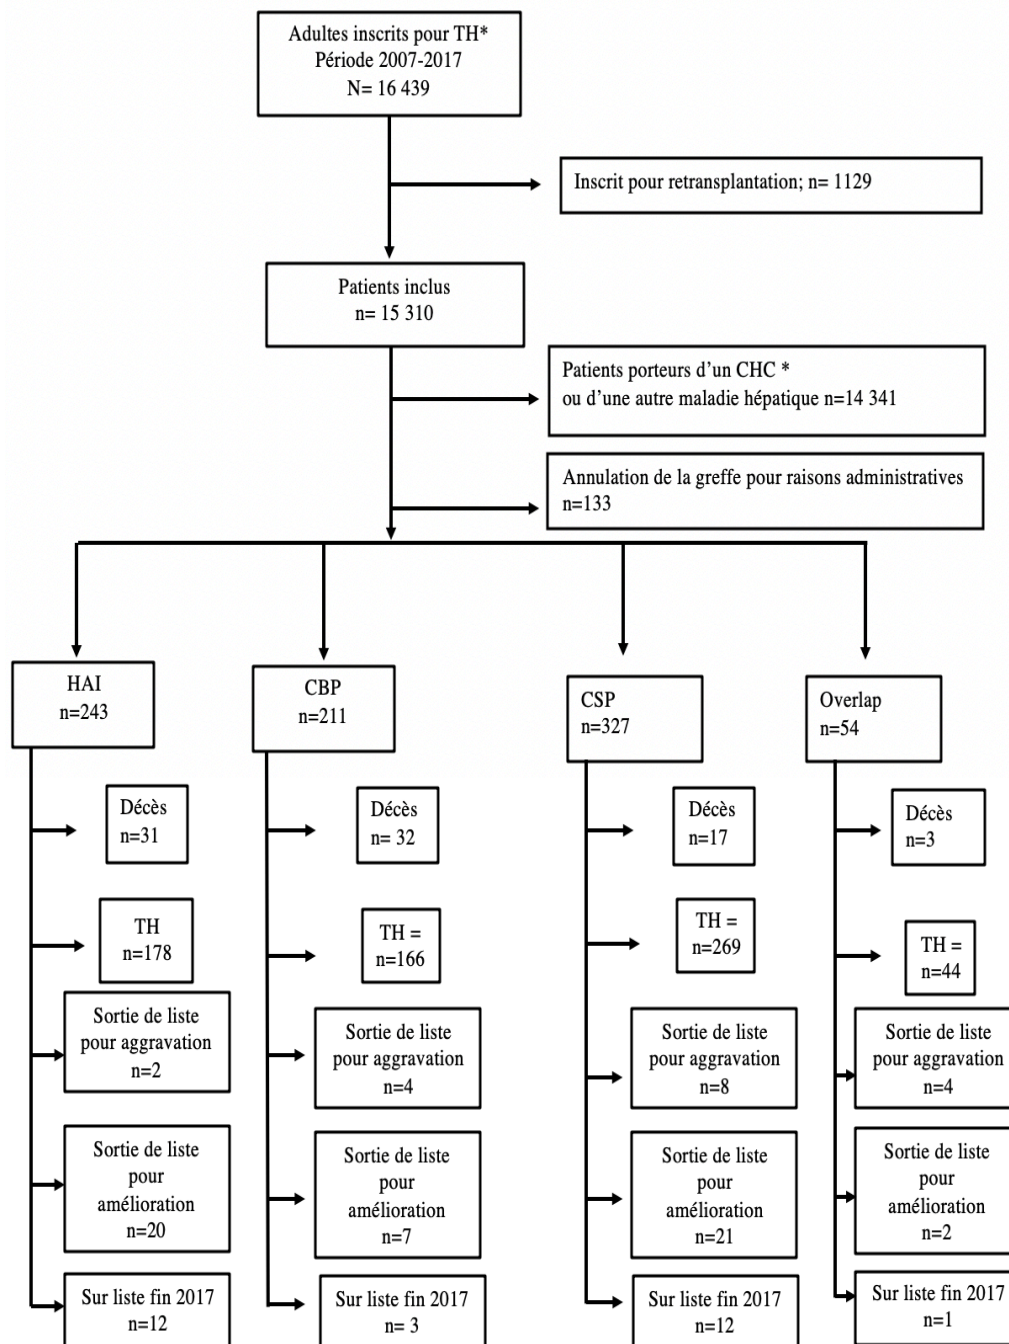 Adultes inscrits pour TH*
Période 2007-2017
N= 16 439
Inscrit pour retransplantation; n= 1129
Patients inclus
n= 15 310
Patients porteurs d’un CHC *
ou d’une autre maladie hépatique n=14 341
Annulation de la greffe pour raisons administratives
n=133
HAI
n=243
CBP
n=211
CSP
n=327
Overlap
n=54
Décès
n=31
Décès
n= 32
Décès
n=17
Décès
n=3
TH
n=178
TH =
n=166
TH =
n=269
TH =
n=44
Sortie de liste
pour aggravation
n=2
Sortie de liste
pour aggravation
n=4
Sortie de liste
pour aggravation
n=8
Sortie de liste
pour aggravation
n=4
Sortie de liste
pour
amélioration
n=20
Sortie de liste
pour
amélioration
n=7
Sortie de liste
pour
amélioration
n=21
Sortie de liste
pour
amélioration
n=2
Sur liste fin 2017
n=12
Sur liste fin 2017
n= 3
Sur liste fin 2017
n=12
Sur liste fin 2017
n=1